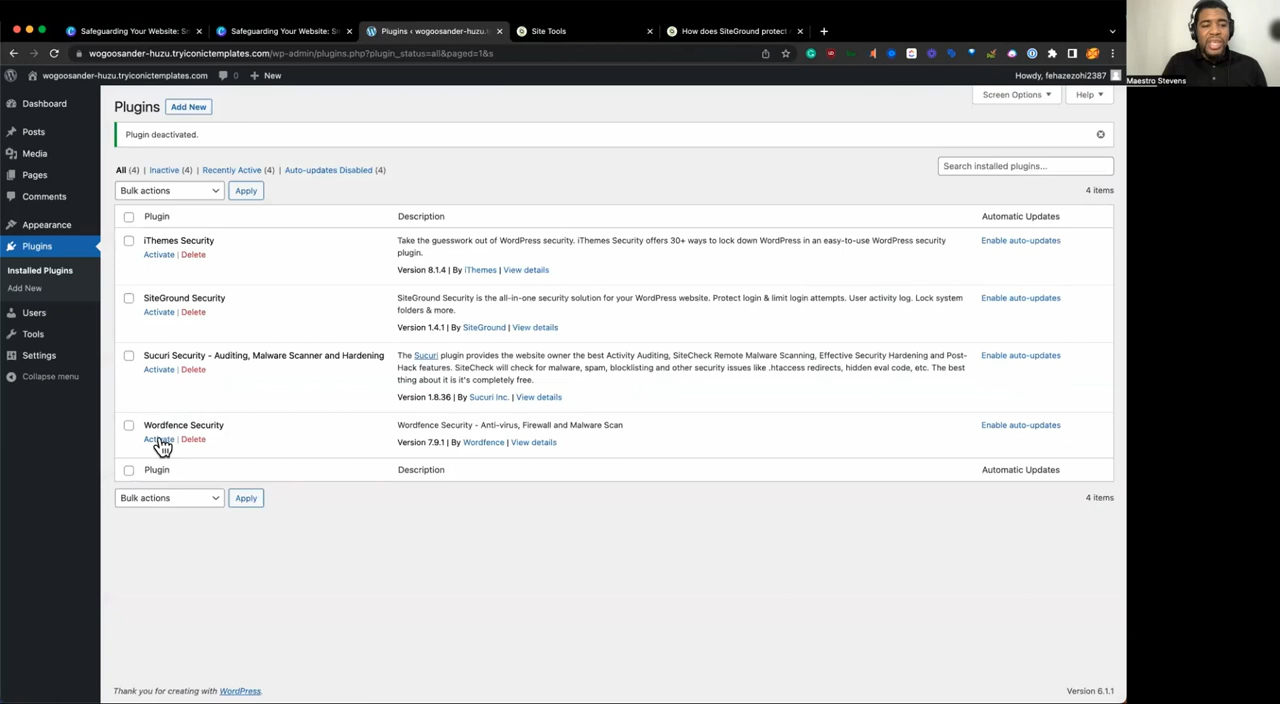 Safeguarding Your Website: S
Safeguarding Your Website: S
Plugins ‹ wogoosander-huzu.
Site Tools
How does SiteGround protect
wogoosander-huzu.tryiconictemplates.com/wp-admin/plugins.php?plugin_status=all&paged=1&s
wogoosander-huzu.tryiconictemplates.com
0
+ New
Howdy, fehazezohi2387
Maestro Stevens
Dashboard
Posts
Media
Pages
Comments
Appearance
Plugins
Installed Plugins
Add New
Users
Tools
Settings
Collapse menu
Plugins
Add New
Screen Options
Help
Plugin deactivated.
All (4) | Inactive (4) | Recently Active (4) | Auto-updates Disabled (4)
Search installed plugins...
Bulk actions
Apply
4 items
Plugin
Description
Automatic Updates
iThemes Security
Activate | Delete
Take the guesswork out of WordPress security. iThemes Security offers 30+ ways to lock down WordPress in an easy-to-use WordPress security
plugin.
Version 8.1.4 | By iThemes | View details
Enable auto-updates
SiteGround Security
Activate | Delete
SiteGround Security is the all-in-one security solution for your WordPress website. Protect login & limit login attempts. User activity log. Lock system
folders & more.
Version 1.4.1 | By SiteGround | View details
Enable auto-updates
Sucuri Security - Auditing, Malware Scanner and Hardening
Activate | Delete
The Sucuri plugin provides the website owner the best Activity Auditing, SiteCheck Remote Malware Scanning, Effective Security Hardening and Post-
Hack features. SiteCheck will check for malware, spam, blocklisting and other security issues like .htaccess redirects, hidden eval code, etc. The best
thing about it is it's completely free.
Version 1.8.36 | By Sucuri Inc. | View details
Enable auto-updates
Wordfence Security
Activate | Delete
Wordfence Security - Anti-virus, Firewall and Malware Scan
Version 7.9.1 | By Wordfence | View details
Enable auto-updates
Plugin
Description
Automatic Updates
Bulk actions
Apply
4 items
Thank you for creating with WordPress.
Version 6.1.1